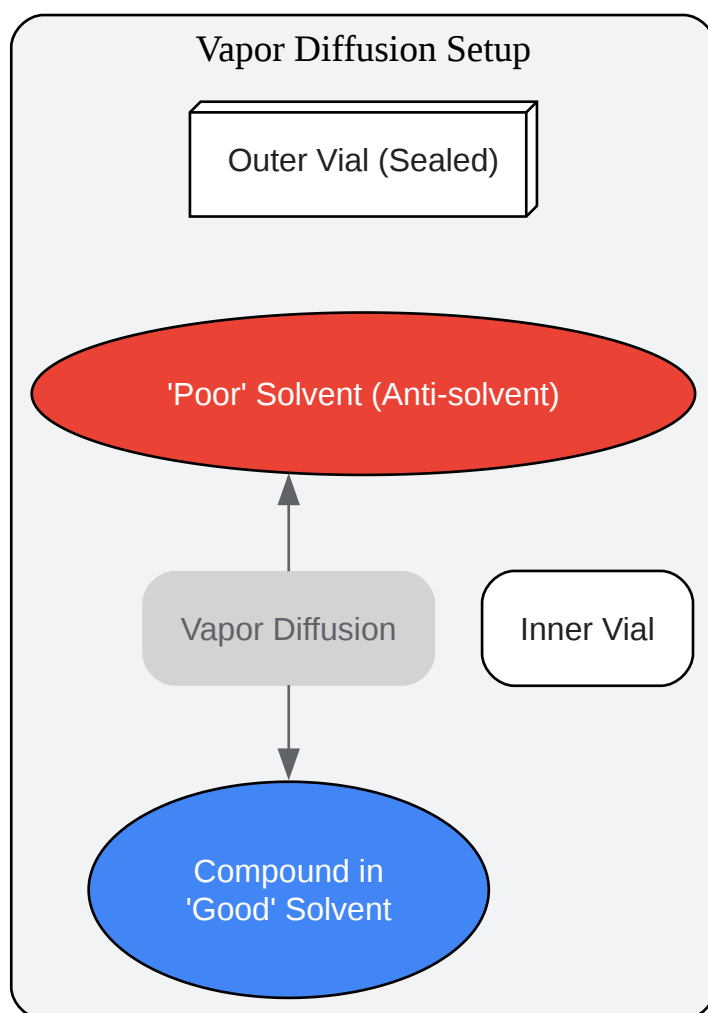 Vapor Diffusion Setup
Outer Vial (Sealed)
'Poor' Solvent (Anti-solvent)
Vapor Diffusion
Inner Vial
Compound in
'Good' Solvent